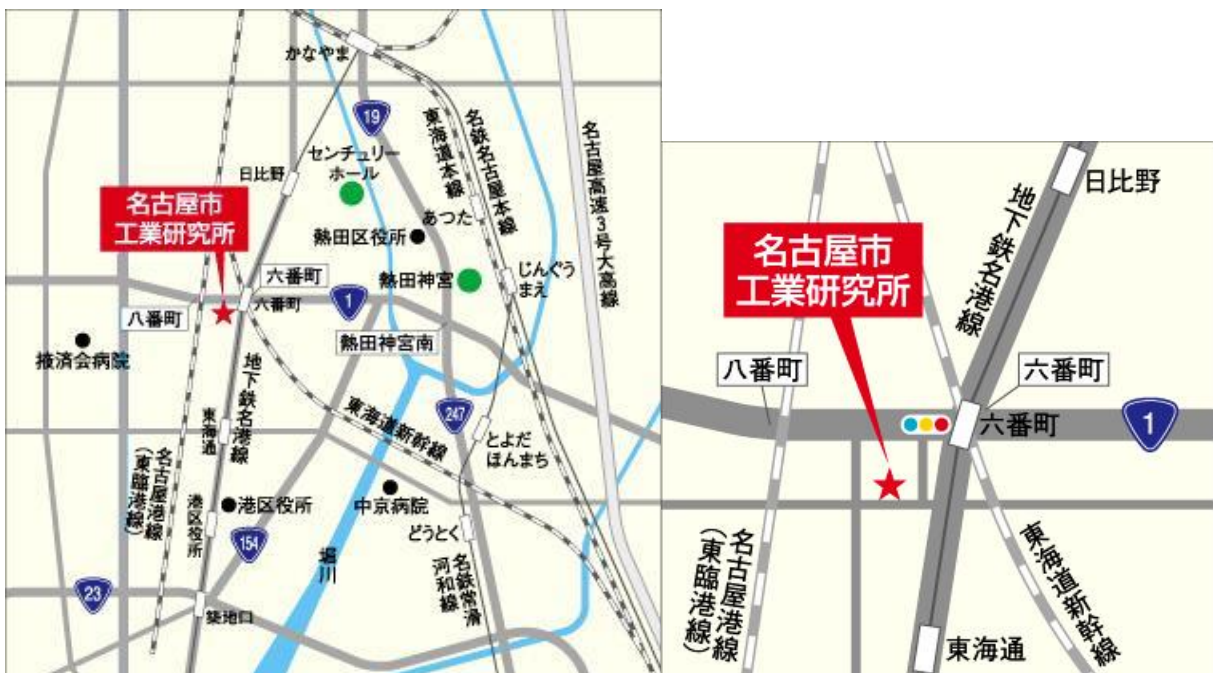 かなやま
19
センチュリー
ホール
東海道本線
名鉄名古屋本線
名古屋高速3号大高線
日比野
名古屋市
工業研究所
あつた
熱田区役所
熱田神宮
じんぐう
まえ
六番町
六番町
1
八番町
熱田神宮南
掖済会病院
地下鉄名港線
東海通
東海道新幹線
247
とよだ
ほんまち
名古屋港線
(東臨港線)
港区役所
港区役所
中京病院
どうとく
154
堀川
名鉄常滑
河和線
23
築地口
日比野
地下鉄名港線
名古屋市
工業研究所
八番町
六番町
六番町
1
名古屋港線
(東臨港線)
東海道新幹線
東海通